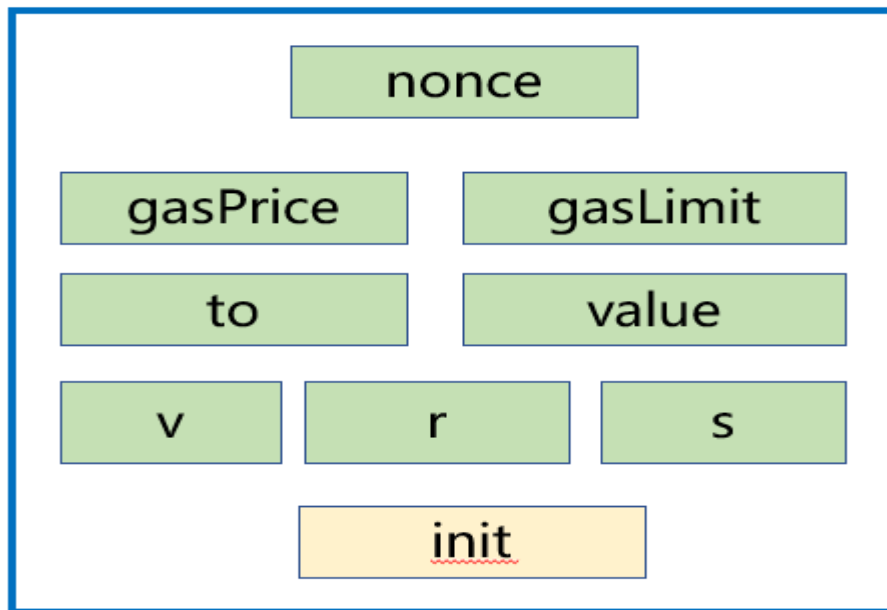 nonce
gasPrice gasLimit
to value
v r s
init